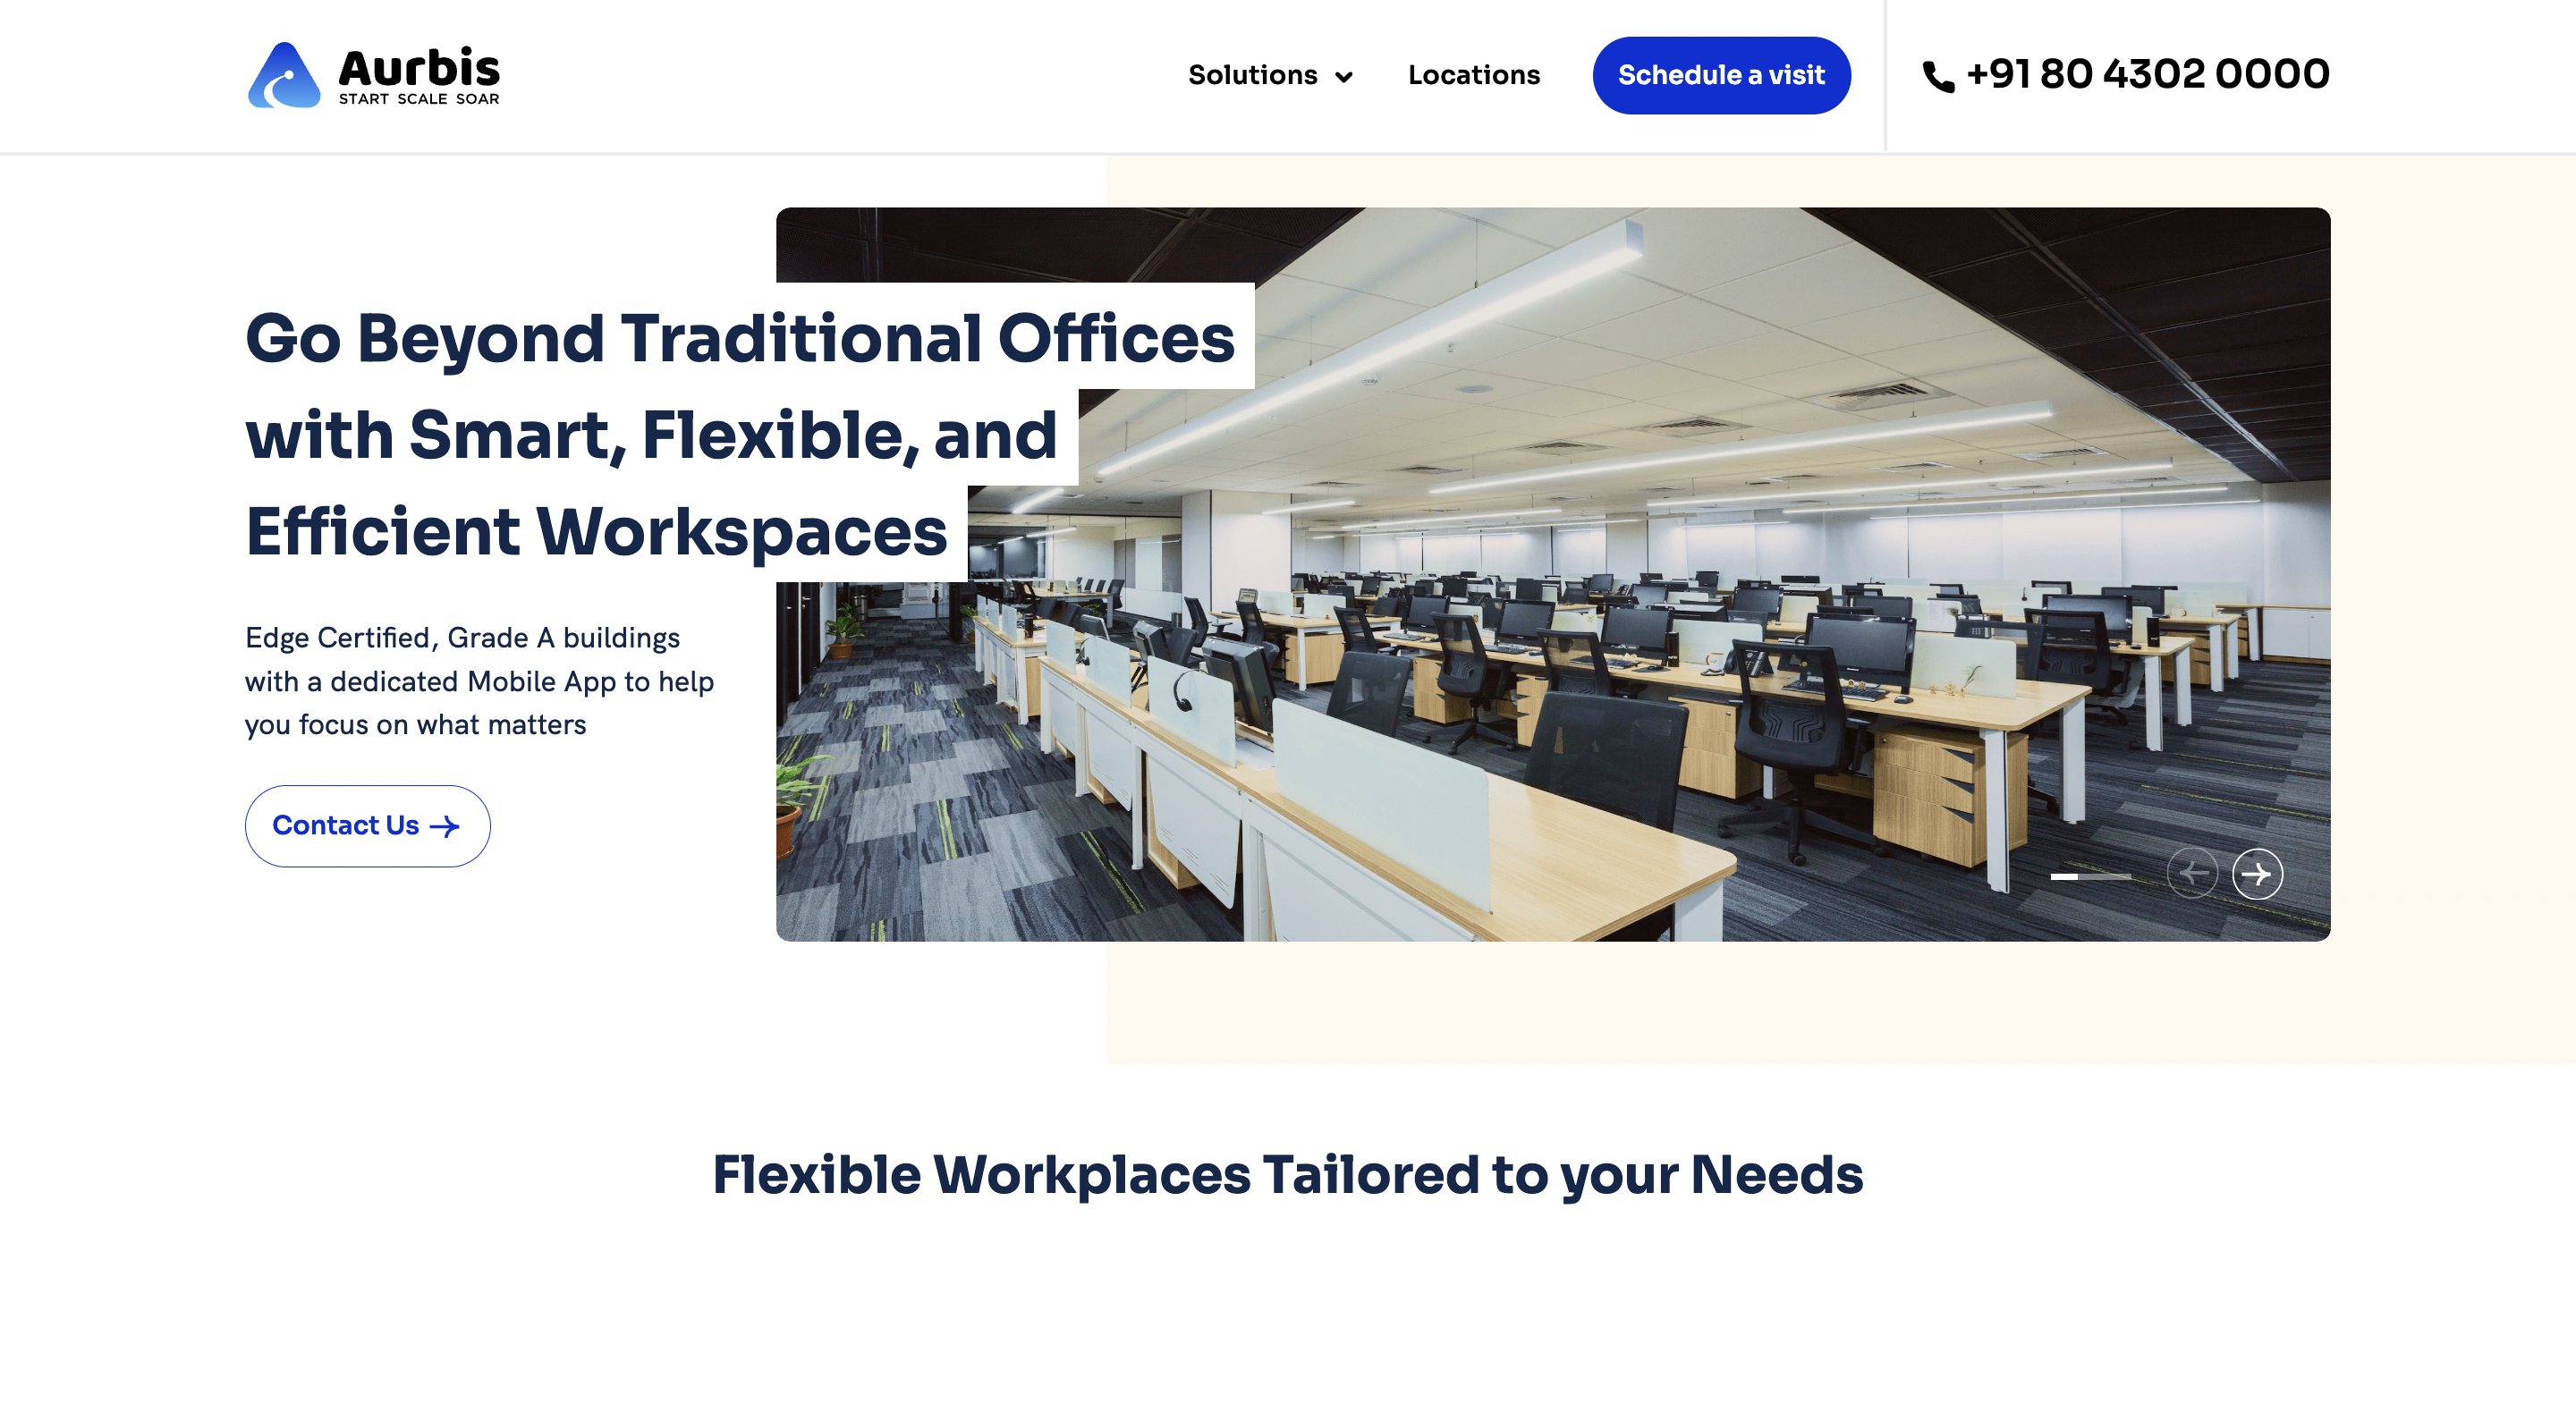 Aurbis
START SCALE SOAR
Solutions
Locations
Schedule a visit
+91 80 4302 0000
Go Beyond Traditional Offices
with Smart, Flexible, and
Efficient Workspaces
Edge Certified, Grade A buildings
with a dedicated Mobile App to help
you focus on what matters
Contact Us
Flexible Workplaces Tailored to your Needs